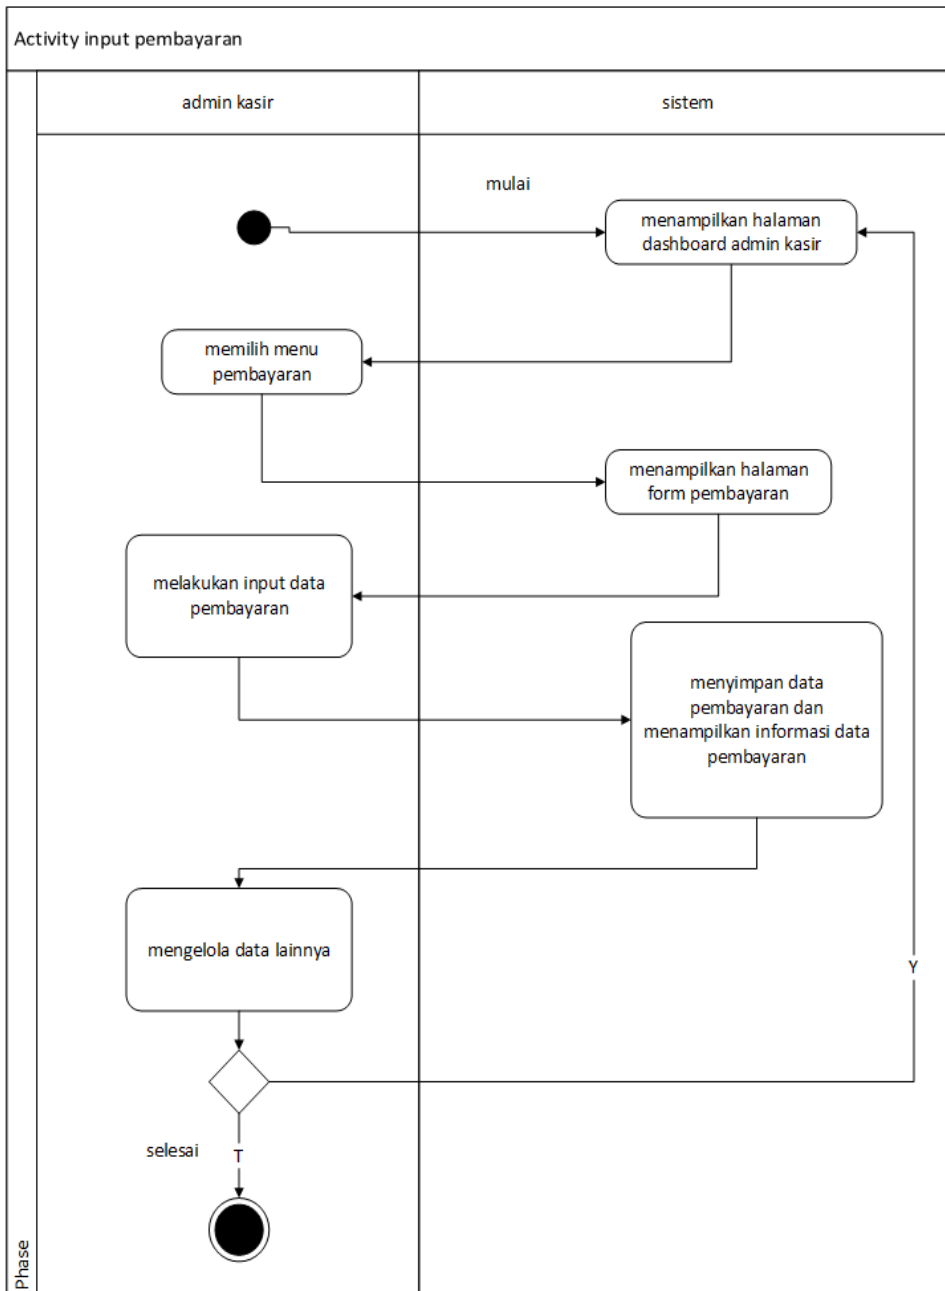 Activity input pembayaran
admin kasir
sistem
mulai
menampilkan halaman
dashboard admin kasir
memilih menu
pembayaran
menampilkan halaman
form pembayaran
melakukan input data
pembayaran
menyimpan data
pembayaran dan
menampilkan informasi data
pembayaran
mengelola data lainnya
Y
selesai
T
Phase